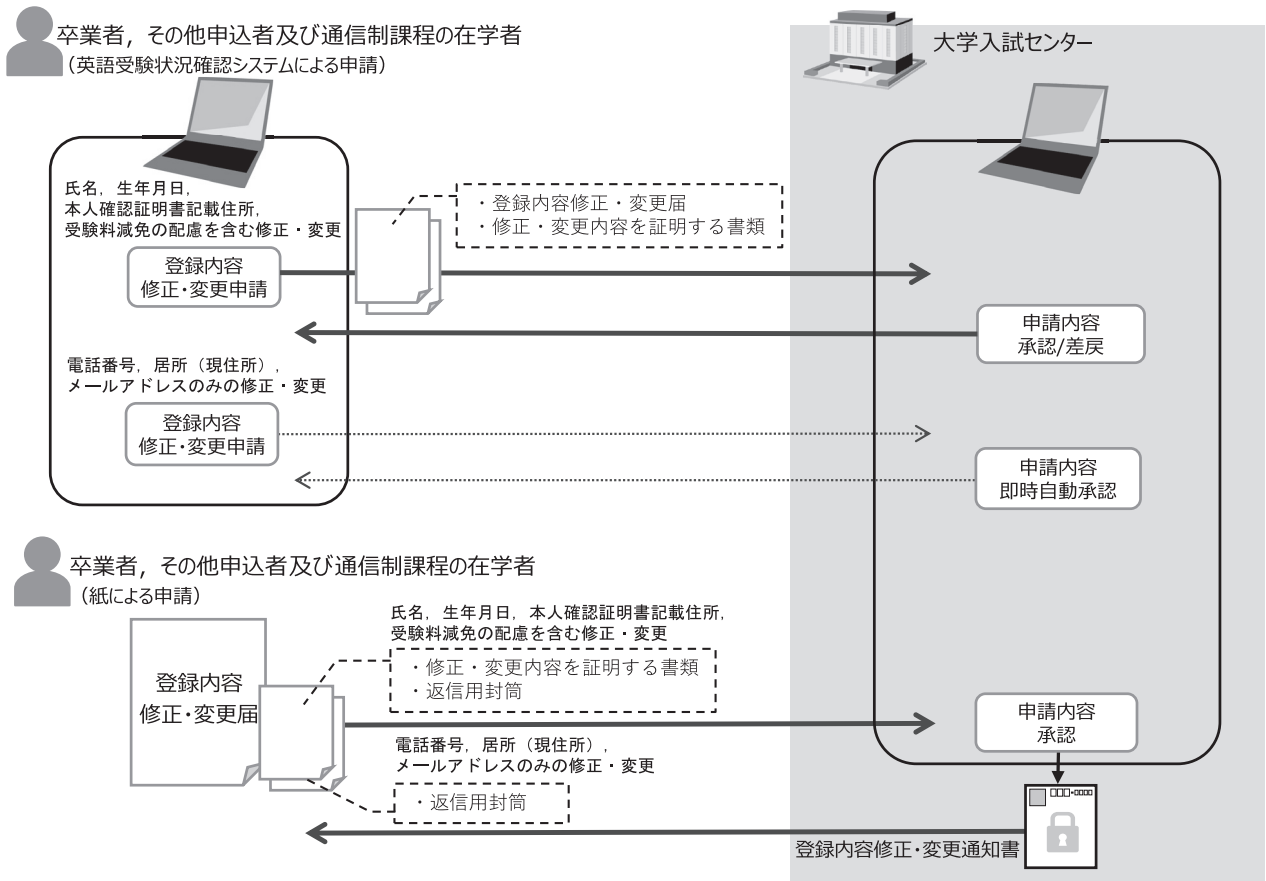 卒業者，その他申込者及び通信制課程の在学者
（英語受験状況確認システムによる申請）
大学入試センター
氏名，生年月日，
本人確認証明書記載住所，
受験料減免の配慮を含む修正・変更
登録内容
修正・変更申請
・登録内容修正・変更届
・修正・変更内容を証明する書類
申請内容
承認/差戻
電話番号，居所（現住所），
メールアドレスのみの修正・変更
登録内容
修正・変更申請
申請内容
即時自動承認
卒業者，その他申込者及び通信制課程の在学者
（紙による申請）
登録内容
修正・変更届
氏名，生年月日，本人確認証明書記載住所，
受験料減免の配慮を含む修正・変更
・修正・変更内容を証明する書類
・返信用封筒
申請内容
承認
電話番号，居所（現住所），
メールアドレスのみの修正・変更
・返信用封筒
登録内容修正・変更通知書